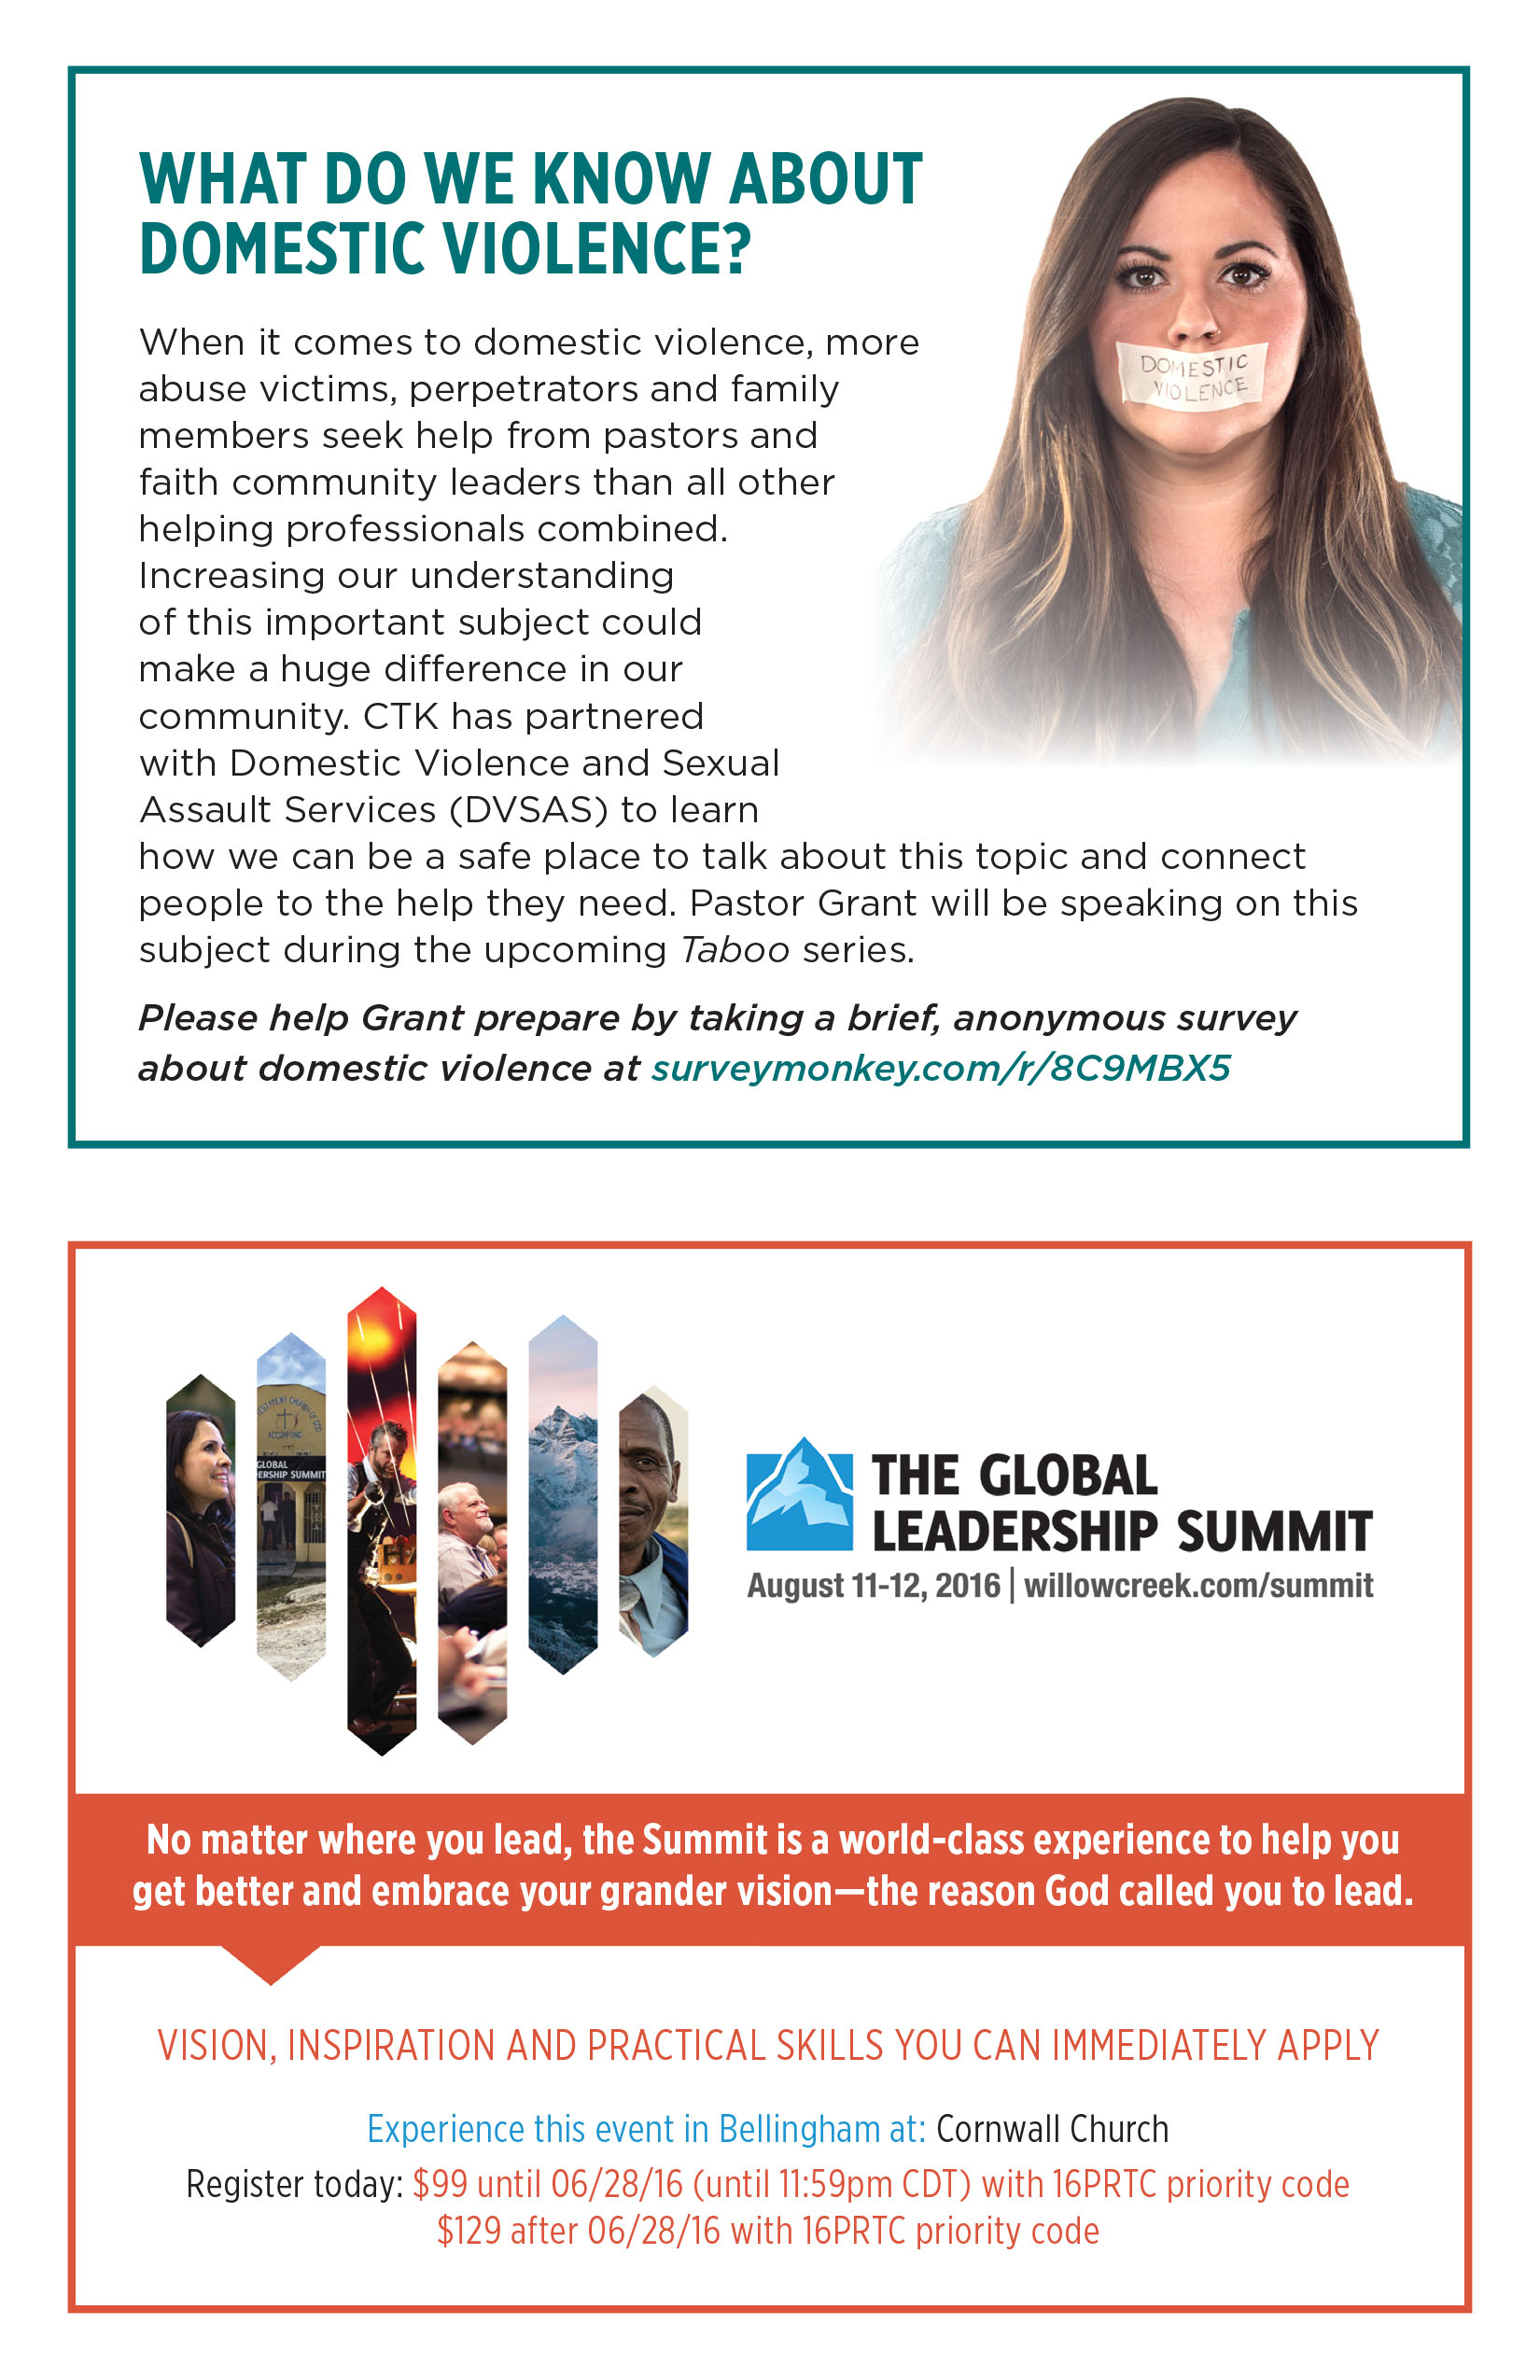 WHAT DO WE KNOW ABOUT
DOMESTIC VIOLENCE?
When it comes to domestic violence, more
abuse victims, perpetrators and family
members seek help from pastors and
faith community leaders than all other
helping professionals combined.
Increasing our understanding
of this important subject could
make a huge difference in our
community. CTK has partnered
with Domestic Violence and Sexual
Assault Services (DVSAS) to learn
how we can be a safe place to talk about this topic and connect
people to the help they need. Pastor Grant will be speaking on this
subject during the upcoming Taboo series.
Please help Grant prepare by taking a brief, anonymous survey
about domestic violence at surveymonkey.com/r/8C9MBX5
DOMESTIC
VIOLENCE
TESTAMENT CHURCH OF GOD
ACCOMPONG
GLOBAL
ERSHIP SUMMIT
THE GLOBAL
LEADERSHIP SUMMIT
August 11-12, 2016 | willowcreek.com/summit
No matter where you lead, the Summit is a world-class experience to help you
get better and embrace your grander vision—the reason God called you to lead.
VISION, INSPIRATION AND PRACTICAL SKILLS YOU CAN IMMEDIATELY APPLY
Experience this event in Bellingham at: Cornwall Church
Register today: $99 until 06/28/16 (until 11:59pm CDT) with 16PRTC priority code
$129 after 06/28/16 with 16PRTC priority code